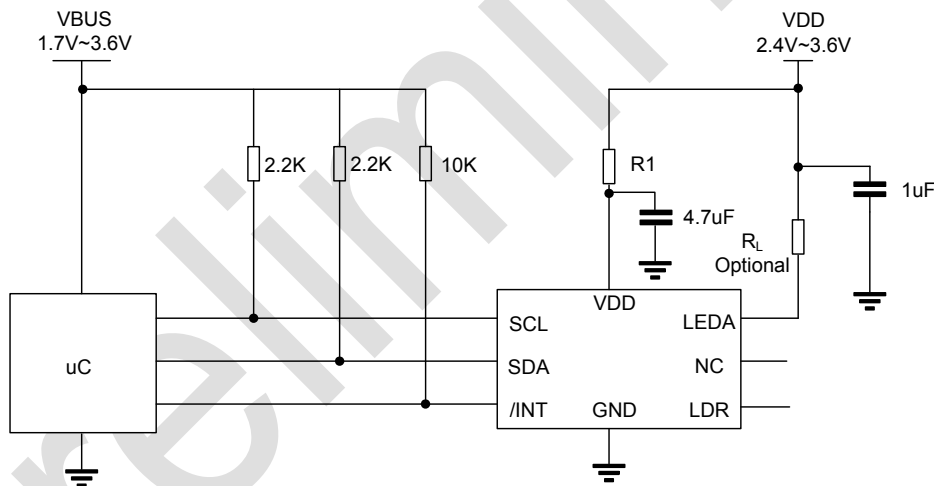 VBUS
1.7V~3.6V
VDD
2.4V~3.6V
2.2K
2.2K
10K
R1
4.7uF
1uF
RL
Optional
uC
VDD
SCL
LEDA
SDA
NC
/INT
GND
LDR